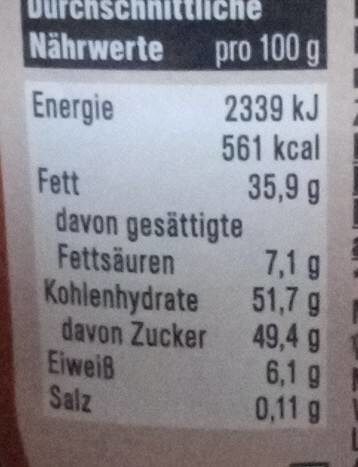 Durchschnittliche
Nährwerte pro 100 g
Energie 2339 kJ
561 kcal
Fett 35,9 g
davon gesättigte
Fettsäuren 7,1 g
Kohlenhydrate 51,7 g
davon Zucker 49,4 g
Eiweiß 6,1 g
Salz 0,11 g